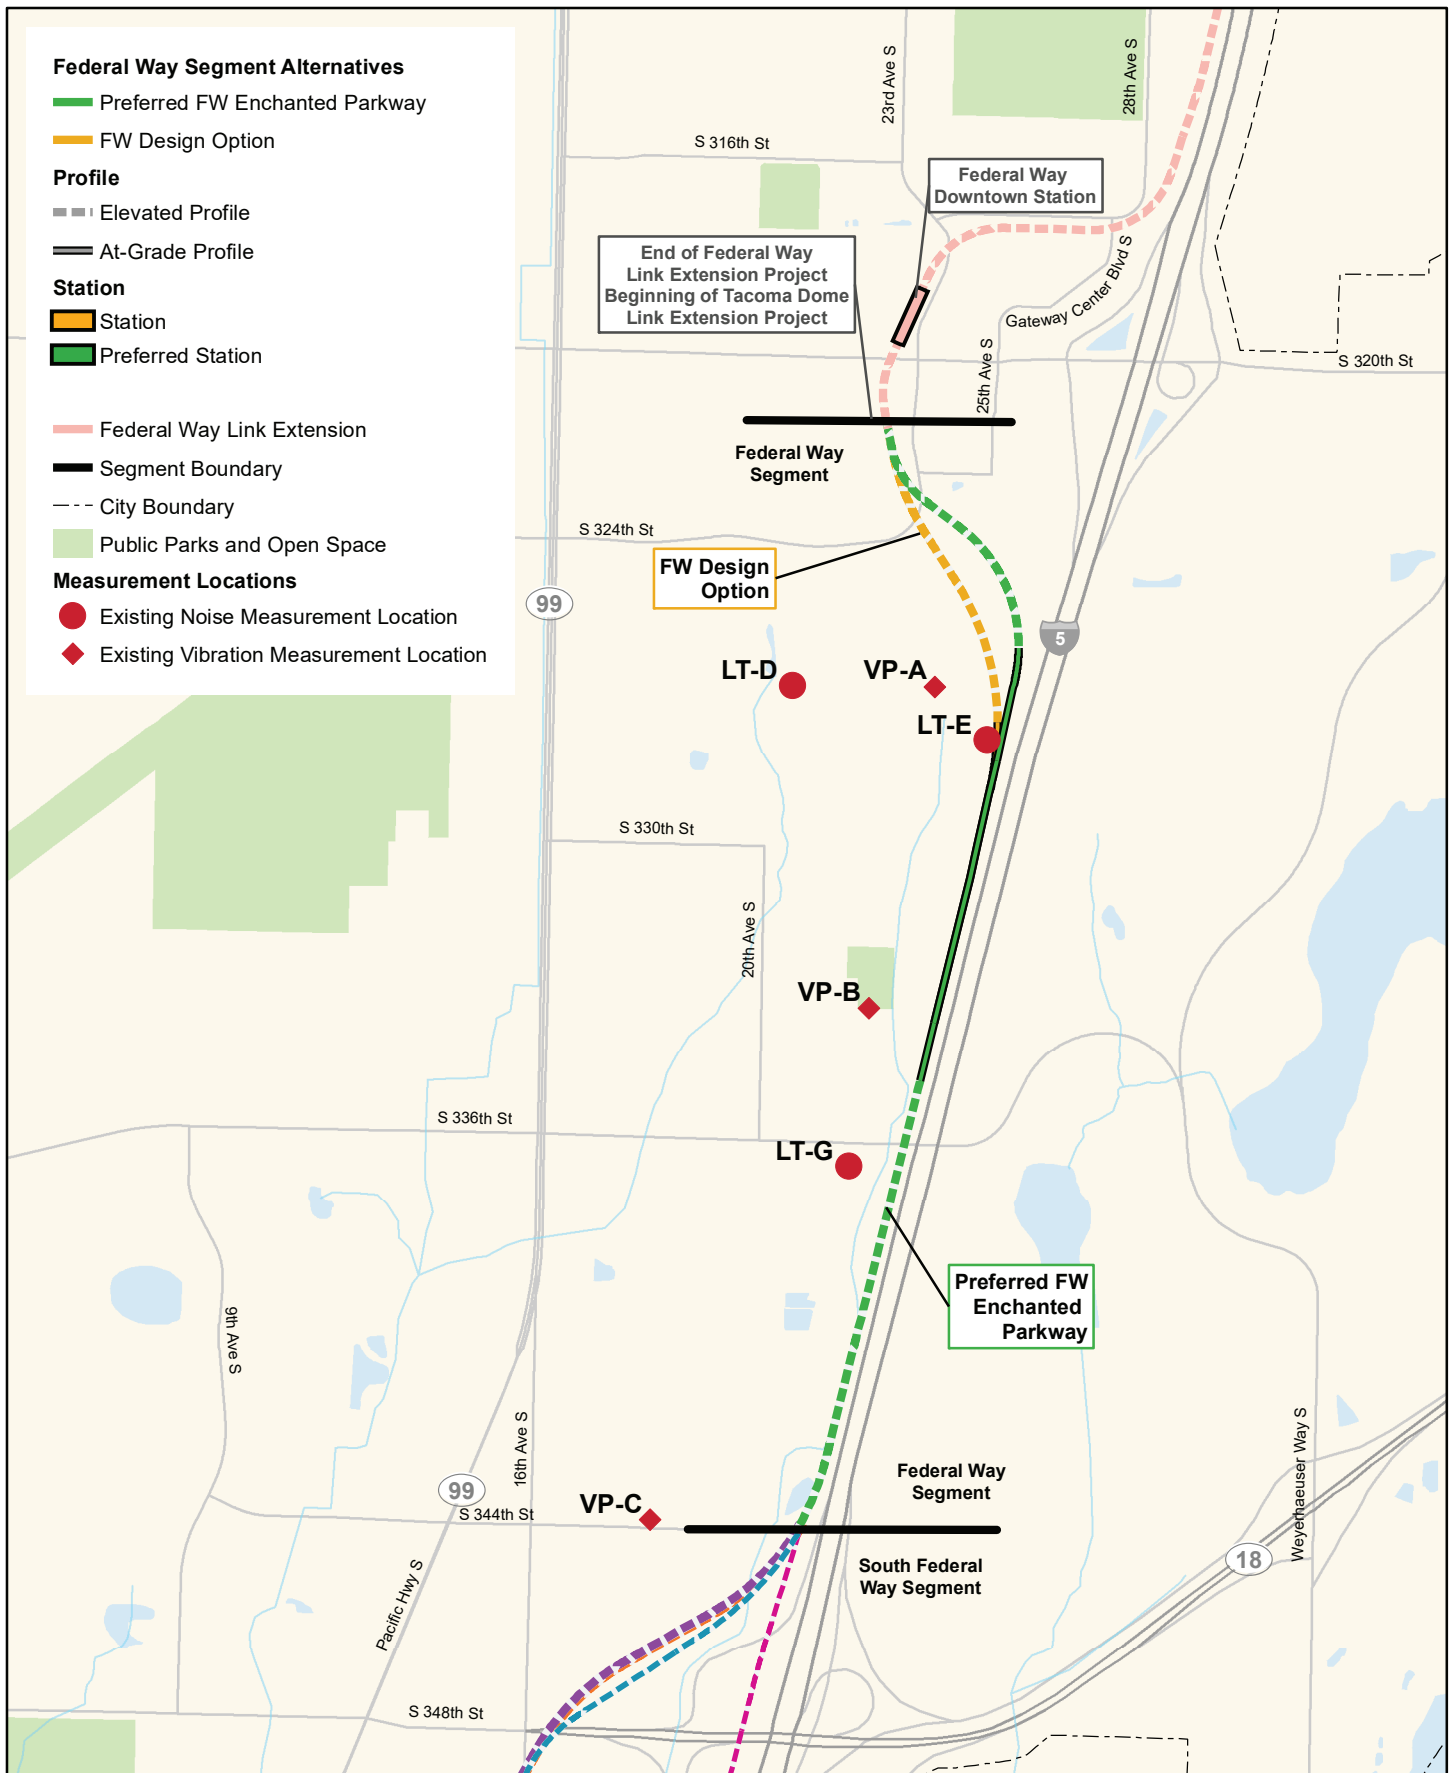 Federal Way Segment Alternatives
Preferred FW Enchanted Parkway
FW Design Option
Profile
Elevated Profile
At-Grade Profile
Station
Station
Preferred Station
Federal Way Link Extension
Segment Boundary
City Boundary
Public Parks and Open Space
Measurement Locations
Existing Noise Measurement Location
Existing Vibration Measurement Location
23rd Ave S
28th Ave S
S 316th St
Federal Way
Downtown Station
End of Federal Way
Link Extension Project
Beginning of Tacoma Dome
Link Extension Project
Gateway Center Blvd S
25th Ave S
S 320th St
Federal Way
Segment
S 324th St
FW Design
Option
99
5
LT-D
VP-A
LT-E
S 330th St
20th Ave S
VP-B
S 336th St
LT-G
Preferred FW
Enchanted
Parkway
9th Ave S
16th Ave S
Weyerhaeuser Way S
Federal Way
Segment
99
VP-C
S 344th St
South Federal
Way Segment
18
Pacific Hwy S
S 348th St